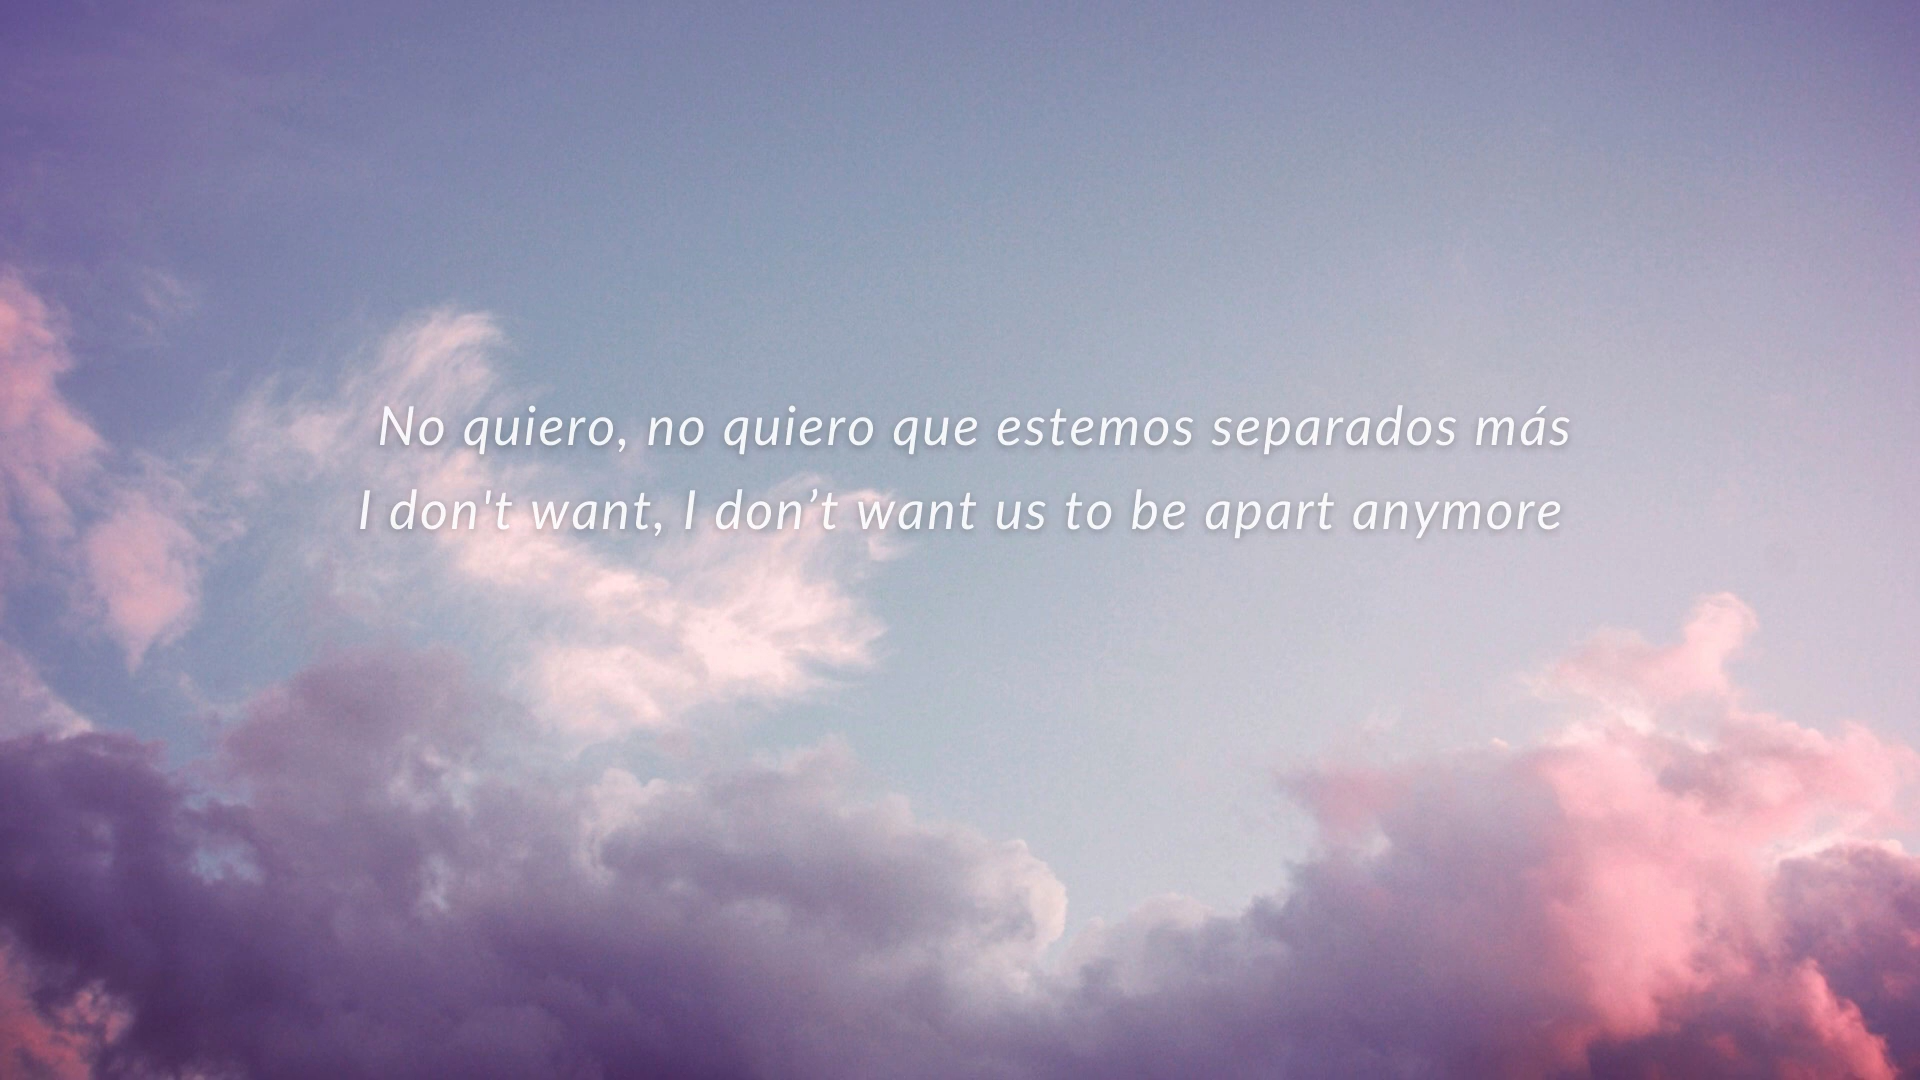 No quiero, no quiero que estemos separados más
I don't want, I don’t want us to be apart anymore